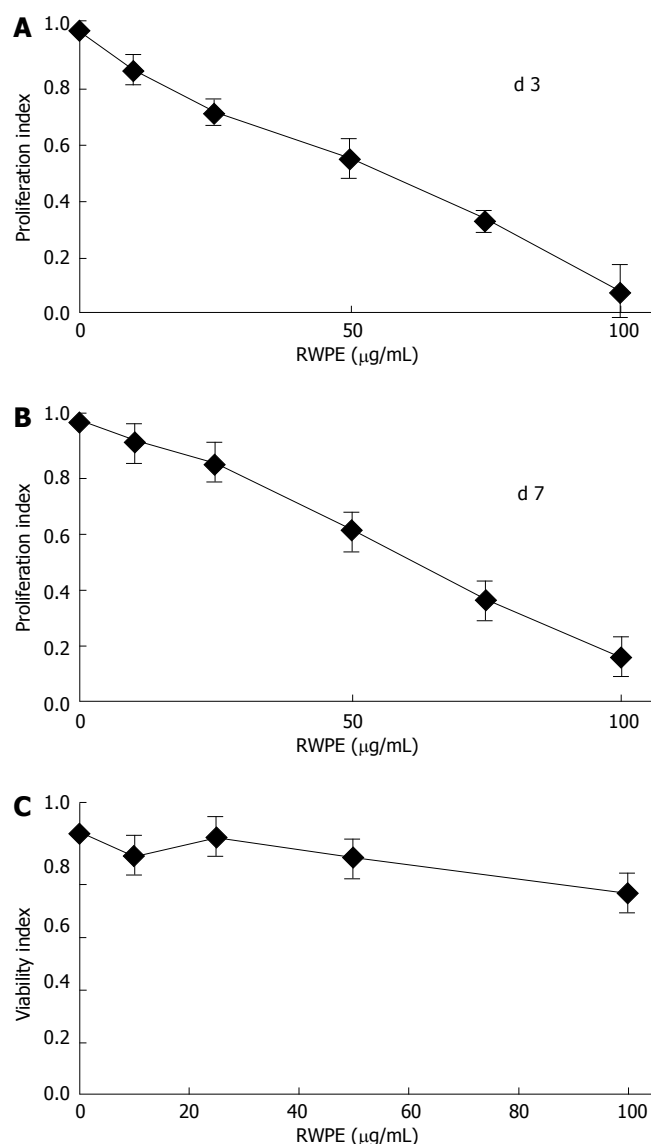 A
1.0
0.8
0.6
0.4
0.2
0.0
Proliferation index
d 3
0 50 100
RWPE (µg/mL)
B
1.0
0.8
0.6
0.4
0.2
0.0
Proliferation index
d 7
0 50 100
RWPE (µg/mL)
C
1.0
0.8
0.6
0.4
0.2
0.0
Viability index
0 20 40 60 80 100
RWPE (µg/mL)